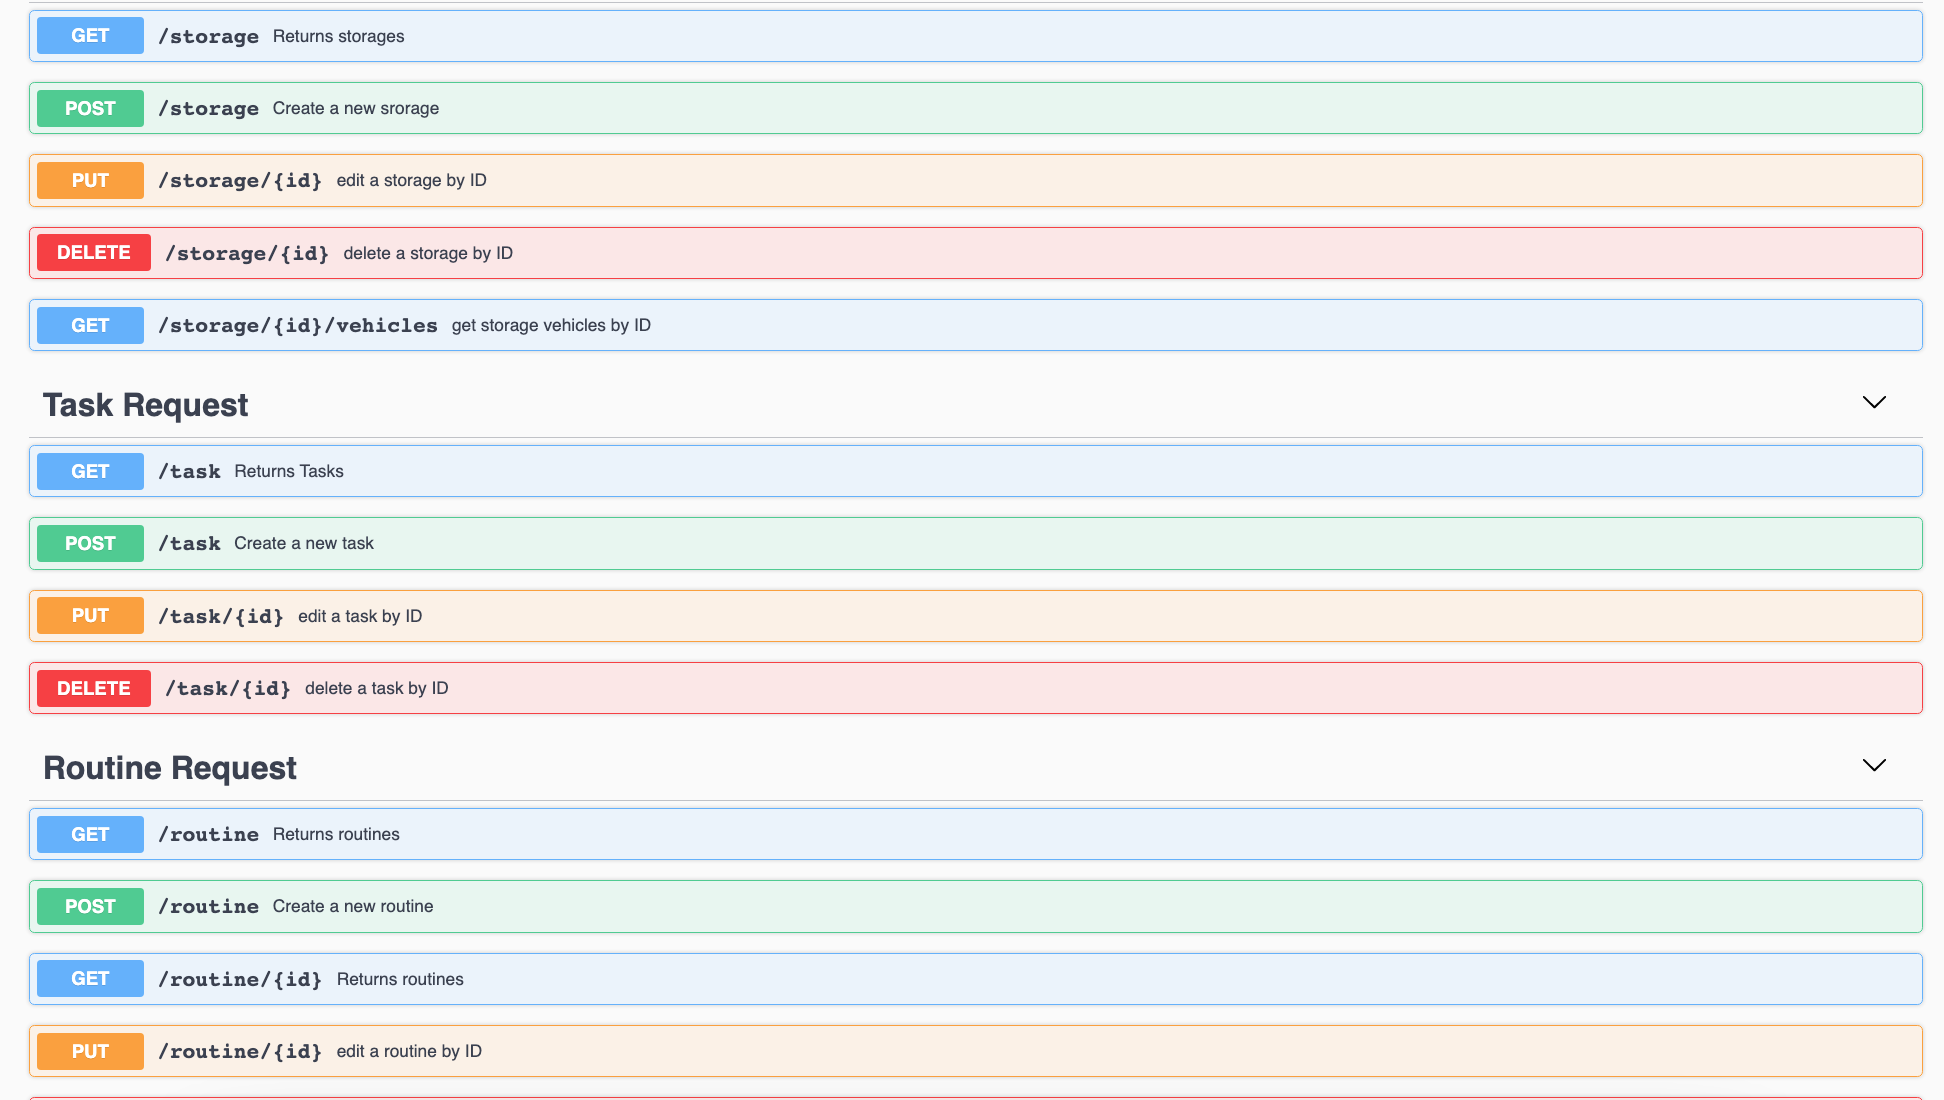 GET /storage Returns storages
POST /storage Create a new srorage
PUT /storage/{id} edit a storage by ID
DELETE /storage/{id} delete a storage by ID
GET /storage/{id}/vehicles get storage vehicles by ID
Task Request
GET /task Returns Tasks
POST /task Create a new task
PUT /task/{id} edit a task by ID
DELETE /task/{id} delete a task by ID
Routine Request
GET /routine Returns routines
POST /routine Create a new routine
GET /routine/{id} Returns routines
PUT /routine/{id} edit a routine by ID